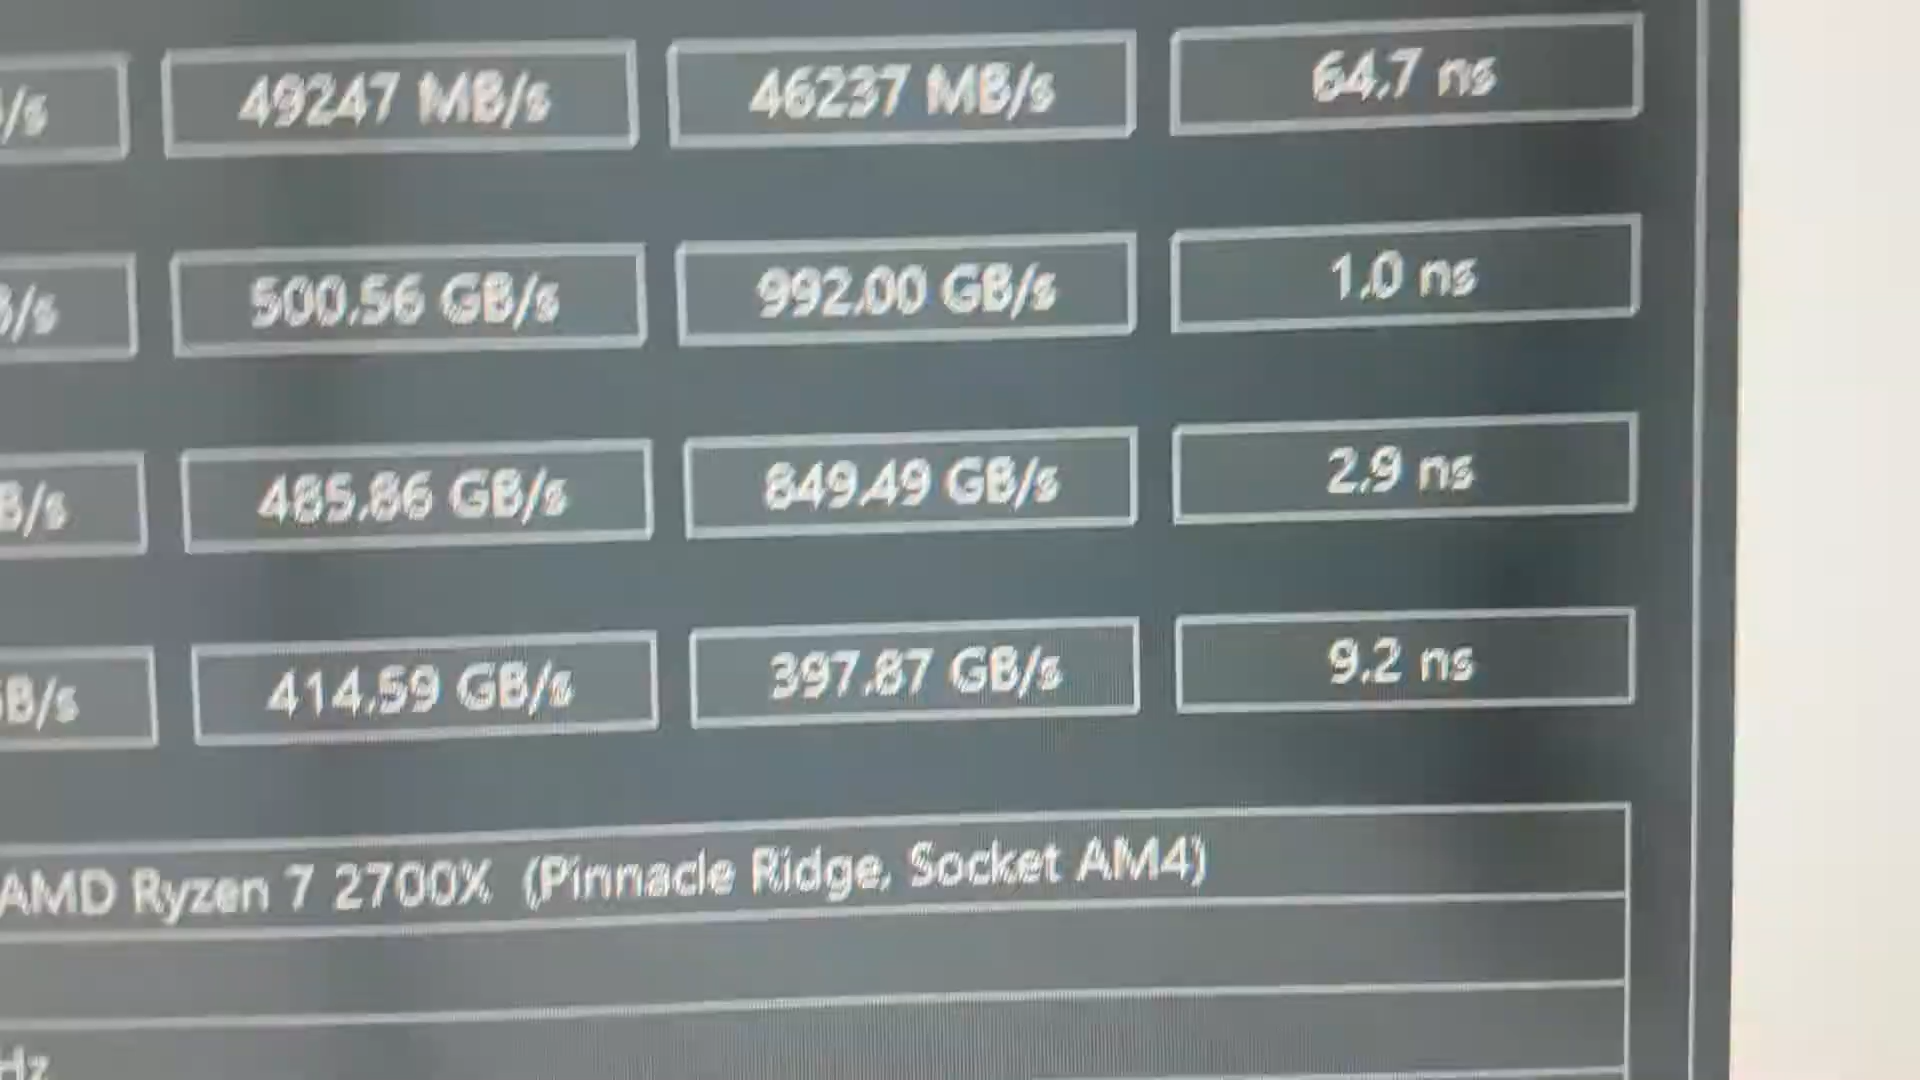 /s 49247 MB/s 46237 MB/s 64.7 ns
B/s 500.56 GB/s 992.00 GB/s 1.0 ns
B/s 485.86 GB/s 849.49 GB/s 2.9 ns
GB/s 414.59 GB/s 397.87 GB/s 9.2 ns
AMD Ryzen 7 2700X (Pinnacle Ridge, Socket AM4)
Hz